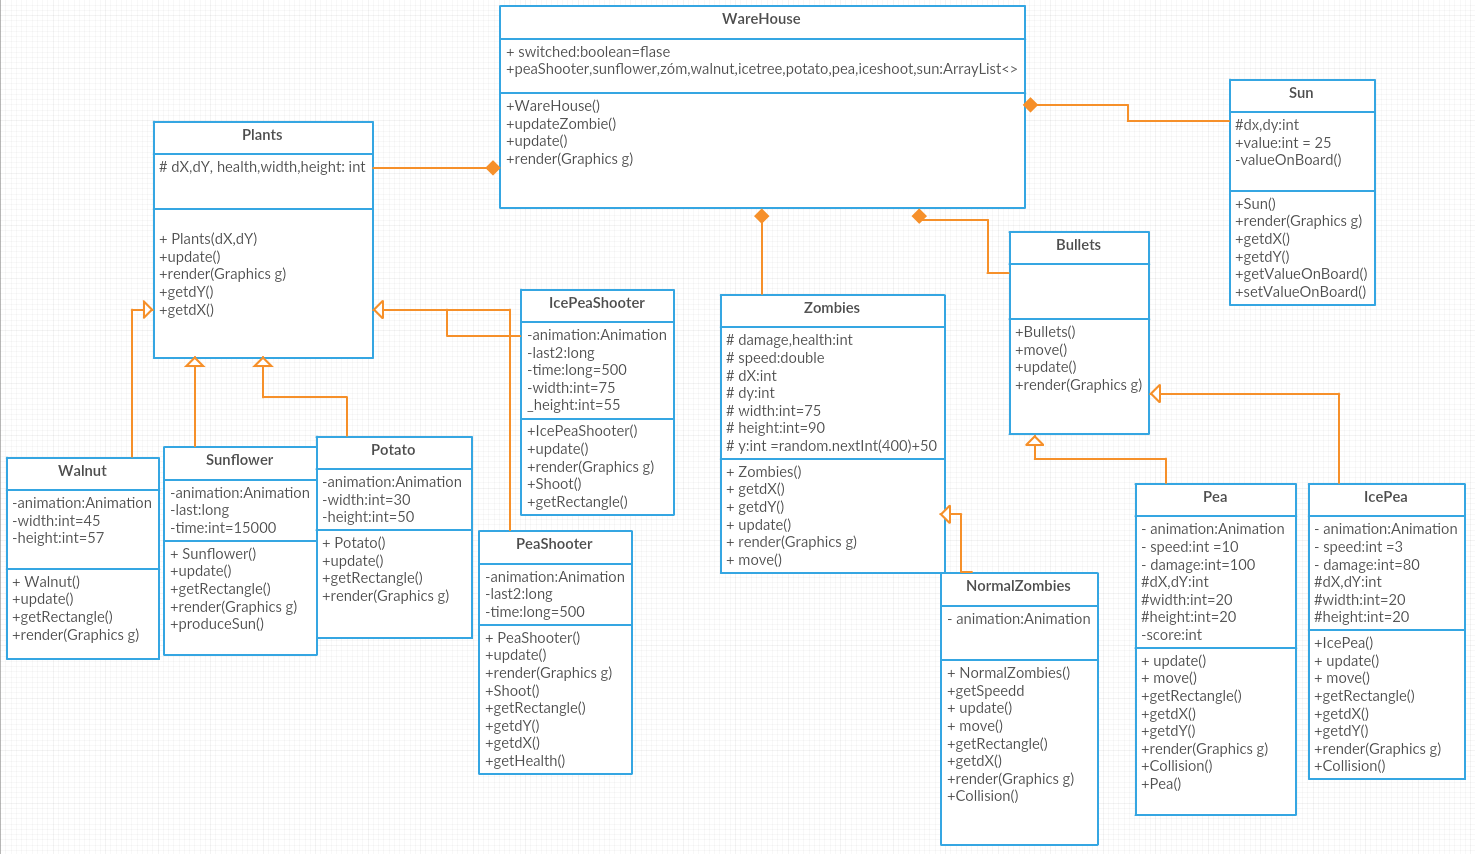 WareHouse
+ switched:boolean=flase
+peaShooter,sunflower,zóm,walnut,icetree,potato,pea,iceshoot,sun:ArrayList<>
+WareHouse()
+updateZombie()
+update()
+render(Graphics g)
Sun
#dx,dy:int
+value:int = 25
-valueOnBoard()
+Sun()
+render(Graphics g)
+getdX()
+getdY()
+getValueOnBoard()
+setValueOnBoard()
Plants
# dX,dY, health,width,height: int
+ Plants(dX,dY)
+update()
+render(Graphics g)
+getdY()
+getdX()
Bullets
+Bullets()
+move()
+update()
+render(Graphics g)
IcePeaShooter
-animation:Animation
-last2:long
-time:long=500
-width:int=75
_height:int=55
+IcePeaShooter()
+update()
+render(Graphics g)
+Shoot()
+getRectangle()
Zombies
# damage,health:int
# speed:double
# dX:int
# dy:int
# width:int=75
# height:int=90
# y:int =random.nextInt(400)+50
+ Zombies()
+ getdX()
+ getdY()
+ update()
+ render(Graphics g)
+ move()
Walnut
-animation:Animation
-width:int=45
-height:int=57
+ Walnut()
+update()
+getRectangle()
+render(Graphics g)
Sunflower
-animation:Animation
-last:long
-time:int=15000
+ Sunflower()
+update()
+getRectangle()
+render(Graphics g)
+produceSun()
Potato
-animation:Animation
-width:int=30
-height:int=50
+ Potato()
+update()
+getRectangle()
+render(Graphics g)
PeaShooter
-animation:Animation
-last2:long
-time:long=500
+ PeaShooter()
+update()
+render(Graphics g)
+Shoot()
+getRectangle()
+getdY()
+getdX()
+getHealth()
NormalZombies
- animation:Animation
+ NormalZombies()
+getSpeedd
+ update()
+ move()
+getRectangle()
+getdX()
+render(Graphics g)
+Collision()
Pea
- animation:Animation
- speed:int =10
- damage:int=100
#dX,dY:int
#width:int=20
#height:int=20
-score:int
+ update()
+ move()
+getRectangle()
+getdX()
+getdY()
+render(Graphics g)
+Collision()
+Pea()
IcePea
- animation:Animation
- speed:int =3
- damage:int=80
#dX,dY:int
#width:int=20
#height:int=20
+IcePea()
+ update()
+ move()
+getRectangle()
+getdX()
+getdY()
+render(Graphics g)
+Collision()